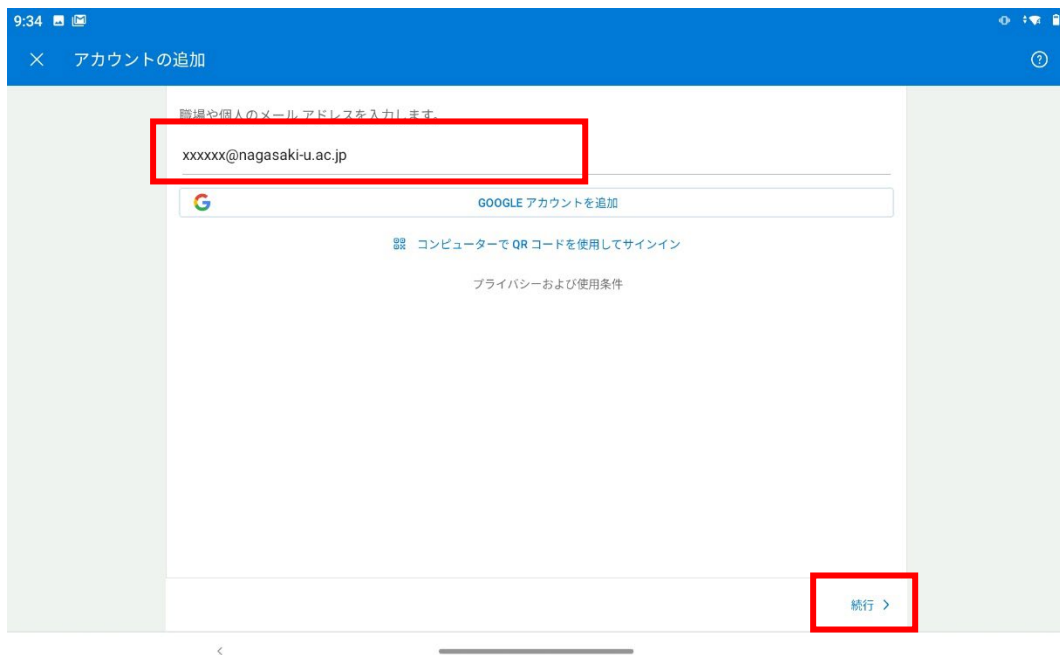 9:34
アカウントの追加
職場や個人のメール アドレスを入力します。
xxxxxx@nagasaki-u.ac.jp
GOOGLE アカウントを追加
コンピューターで QR コードを使用してサインイン
プライバシーおよび使用条件
続行